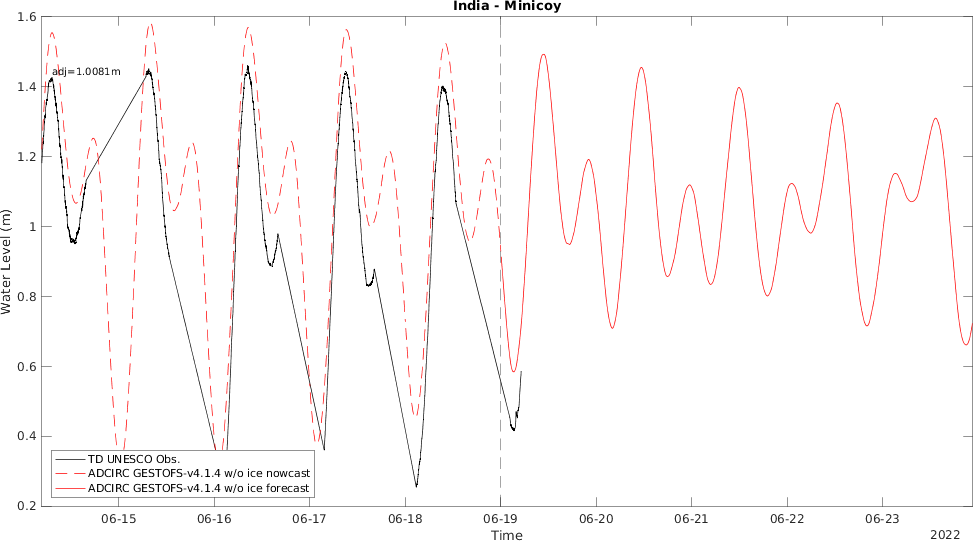 India - Minicoy
1.6
1.4
1.2
1
0.8
0.6
0.4
0.2
Water Level (m)
adj=1.0081m
TD UNESCO Obs.
ADCIRC GESTOFS-v4.1.4 w/o ice nowcast
ADCIRC GESTOFS-v4.1.4 w/o ice forecast
06-15 06-16 06-17 06-18 06-19 06-20 06-21 06-22 06-23
Time
2022